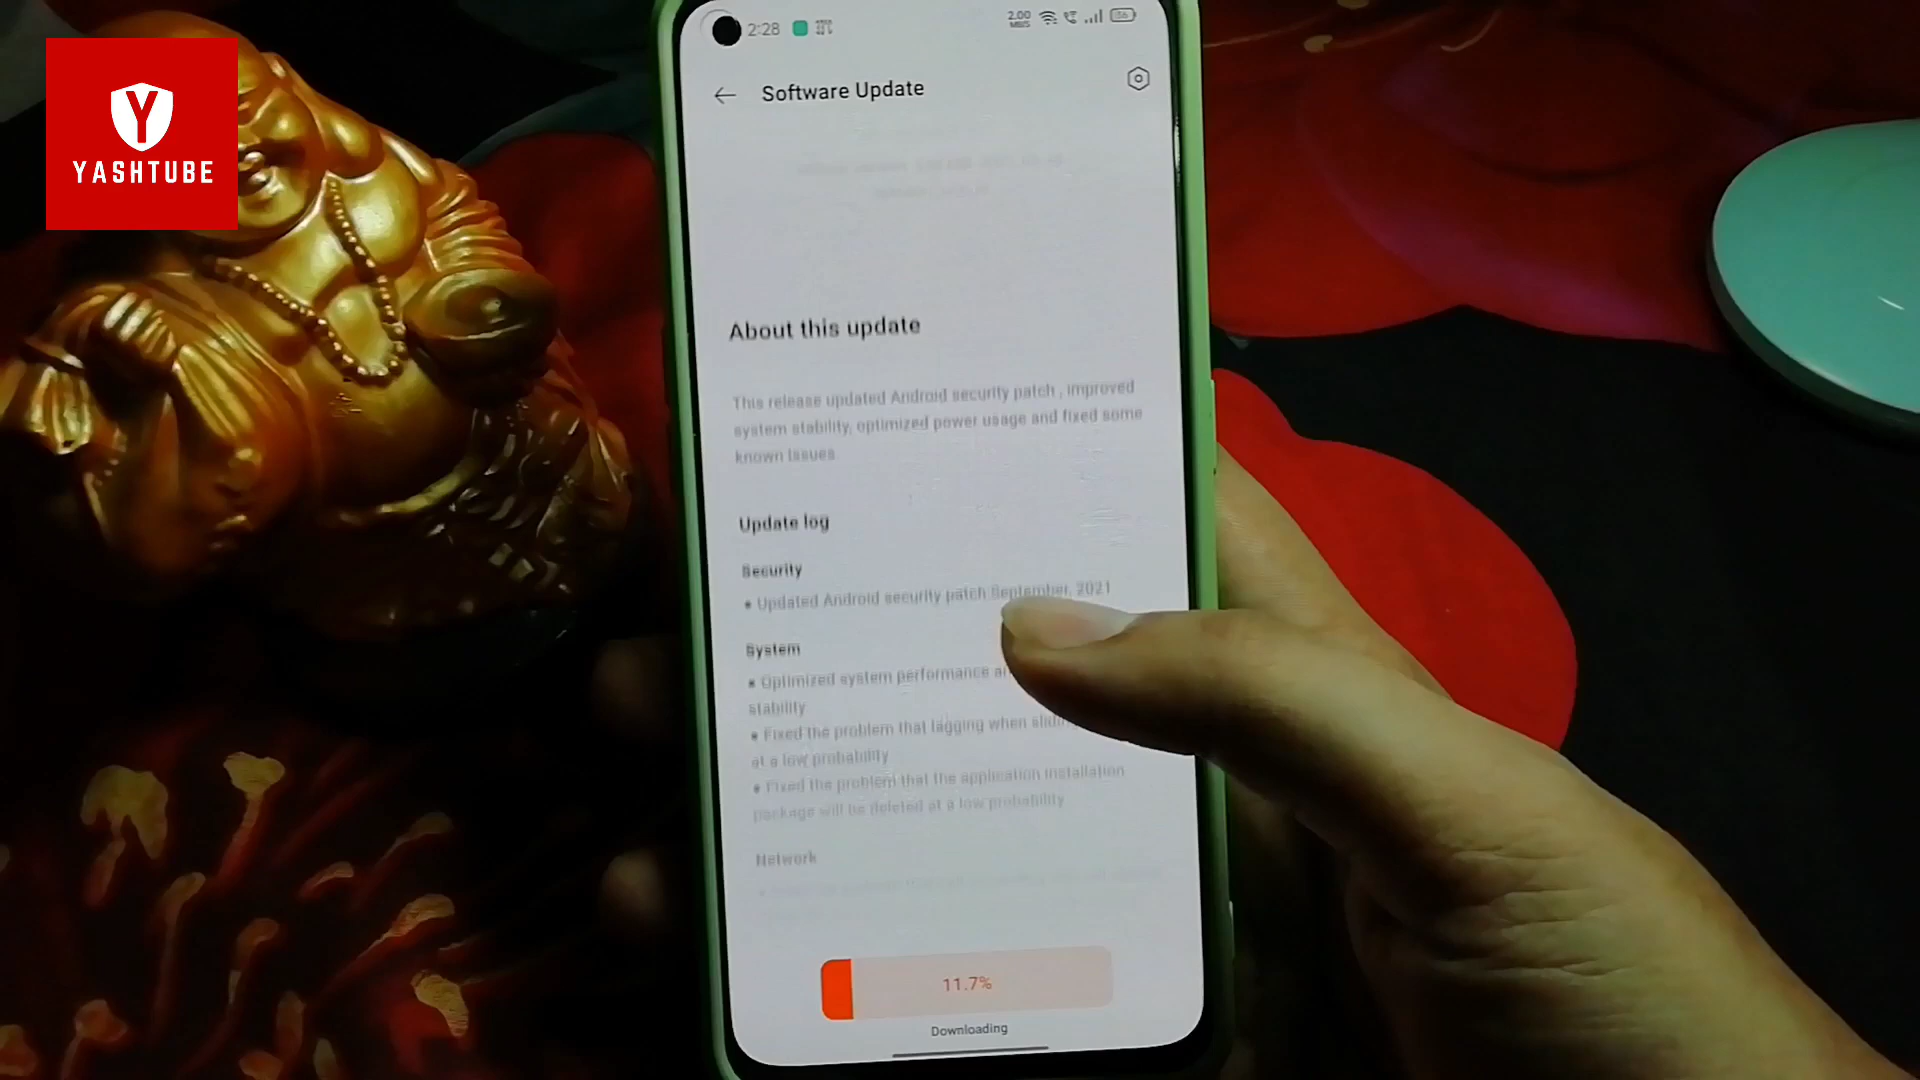 Y
YASHTUBE
2:28
2.00
36
Software Update
About this update
This release updated Android security patch , improved
system stability, optimized power usage and fixed some
known issues
Update log
Security
• Updated Android security patch September, 2021
System
• Optimized system performance
stability
• Fixed the problem that lagging when
at a low probability
• Fixed the problem that the application installation
package will be deleted at a low probability
Network
11.7%
Downloading